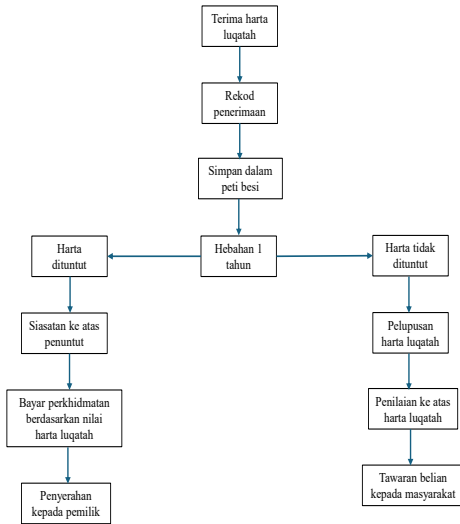 Terima harta
luqatah
Rekod
penerimaan
Simpan dalam
peti besi
Hebahan 1
tahun
Harta
dituntut
Siasatan ke atas
penuntut
Bayar perkhidmatan
berdasarkan nilai
harta luqatah
Penyerahan
kepada pemilik
Harta tidak
dituntut
Pelupusan
harta luqatah
Penilaian ke atas
harta luqatah
Tawaran belian
kepada masyarakat